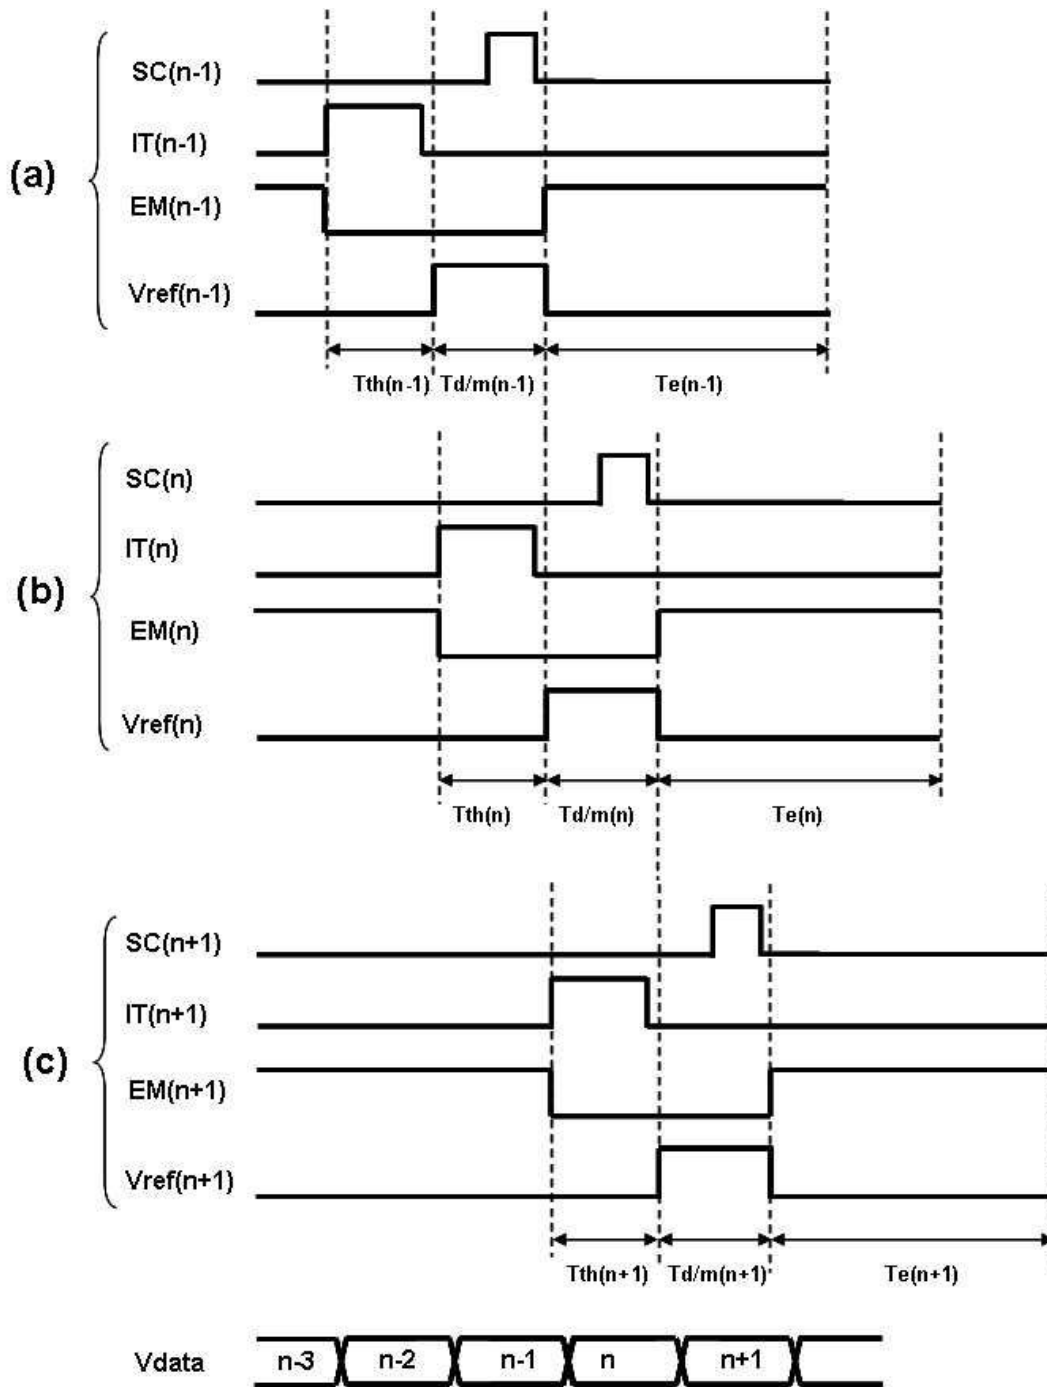 (a)
SC(n-1)
IT(n-1)
EM(n-1)
Vref(n-1)
Tth(n-1) Td/m(n-1) Te(n-1)
(b)
SC(n)
IT(n)
EM(n)
Vref(n)
Tth(n) Td/m(n) Te(n)
(c)
SC(n+1)
IT(n+1)
EM(n+1)
Vref(n+1)
Tth(n+1) Td/m(n+1) Te(n+1)
Vdata n-3 n-2 n-1 n n+1